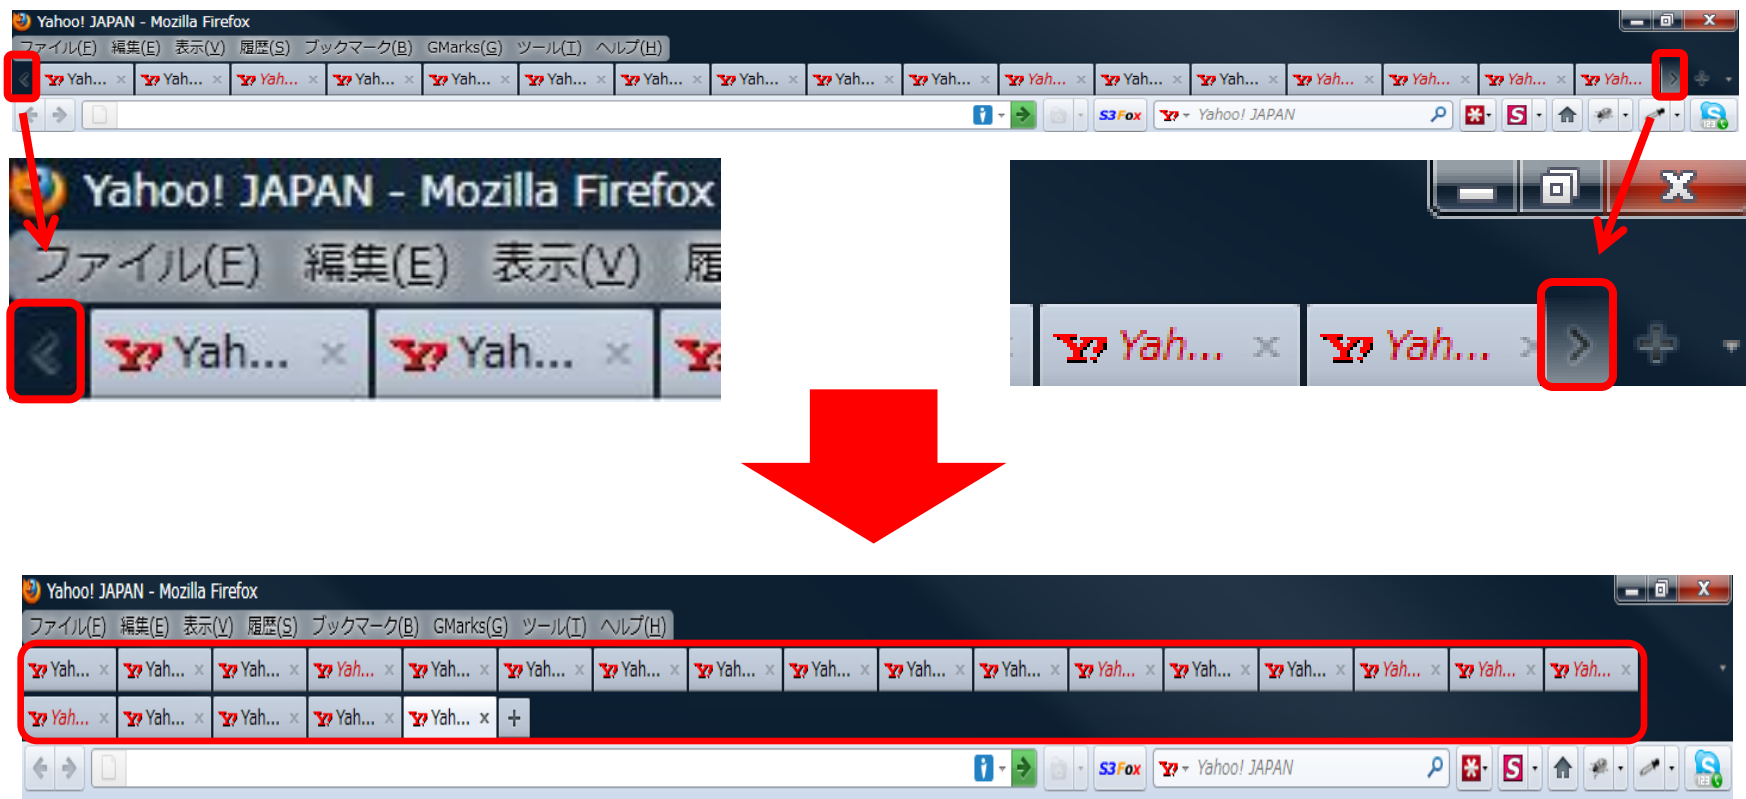 Yahoo! JAPAN - Mozilla Firefox
ファイル(F) 編集(E) 表示(V) 履歴(S) ブックマーク(B) GMarks(G) ツール(T) ヘルプ(H)
Yah... Yah... Yah... Yah... Yah... Yah... Yah... Yah... Yah... Yah... Yah... Yah... Yah... Yah... Yah... Yah... Yah...
S3Fox Yahoo! JAPAN S
Yahoo! JAPAN - Mozilla Firefox
ファイル(F) 編集(E) 表示(V) 履
Yah... Yah...
Yah... Yah...
Yahoo! JAPAN - Mozilla Firefox
ファイル(F) 編集(E) 表示(V) 履歴(S) ブックマーク(B) GMarks(G) ツール(T) ヘルプ(H)
Yah... Yah... Yah... Yah... Yah... Yah... Yah... Yah... Yah... Yah... Yah... Yah... Yah... Yah... Yah... Yah... Yah...
Yah... Yah... Yah... Yah... Yah...
S3Fox Yahoo! JAPAN S